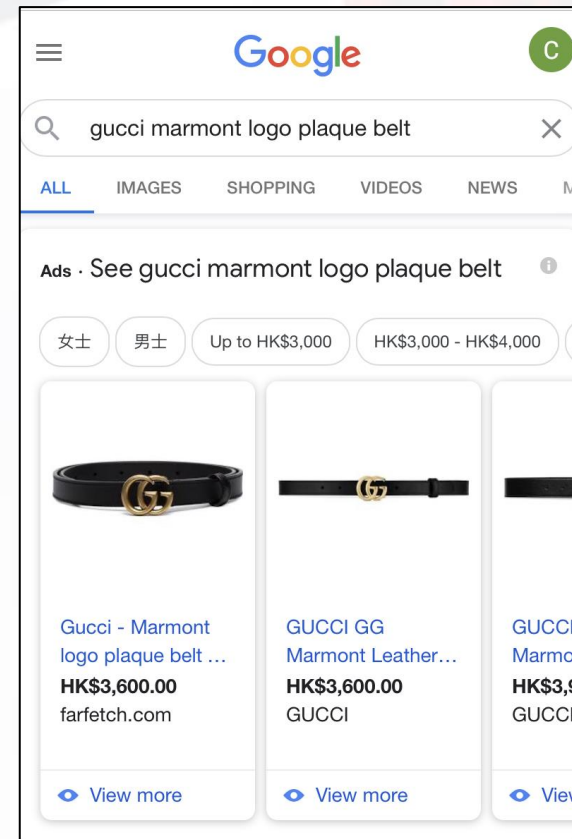 Google
C
gucci marmont logo plaque belt
ALL IMAGES SHOPPING VIDEOS NEWS
Ads · See gucci marmont logo plaque belt
女士 男士 Up to HK$3,000 HK$3,000 - HK$4,000
Gucci - Marmont
logo plaque belt ...
HK$3,600.00
farfetch.com
View more
GUCCI GG
Marmont Leather...
HK$3,600.00
GUCCI
View more
GUCCI